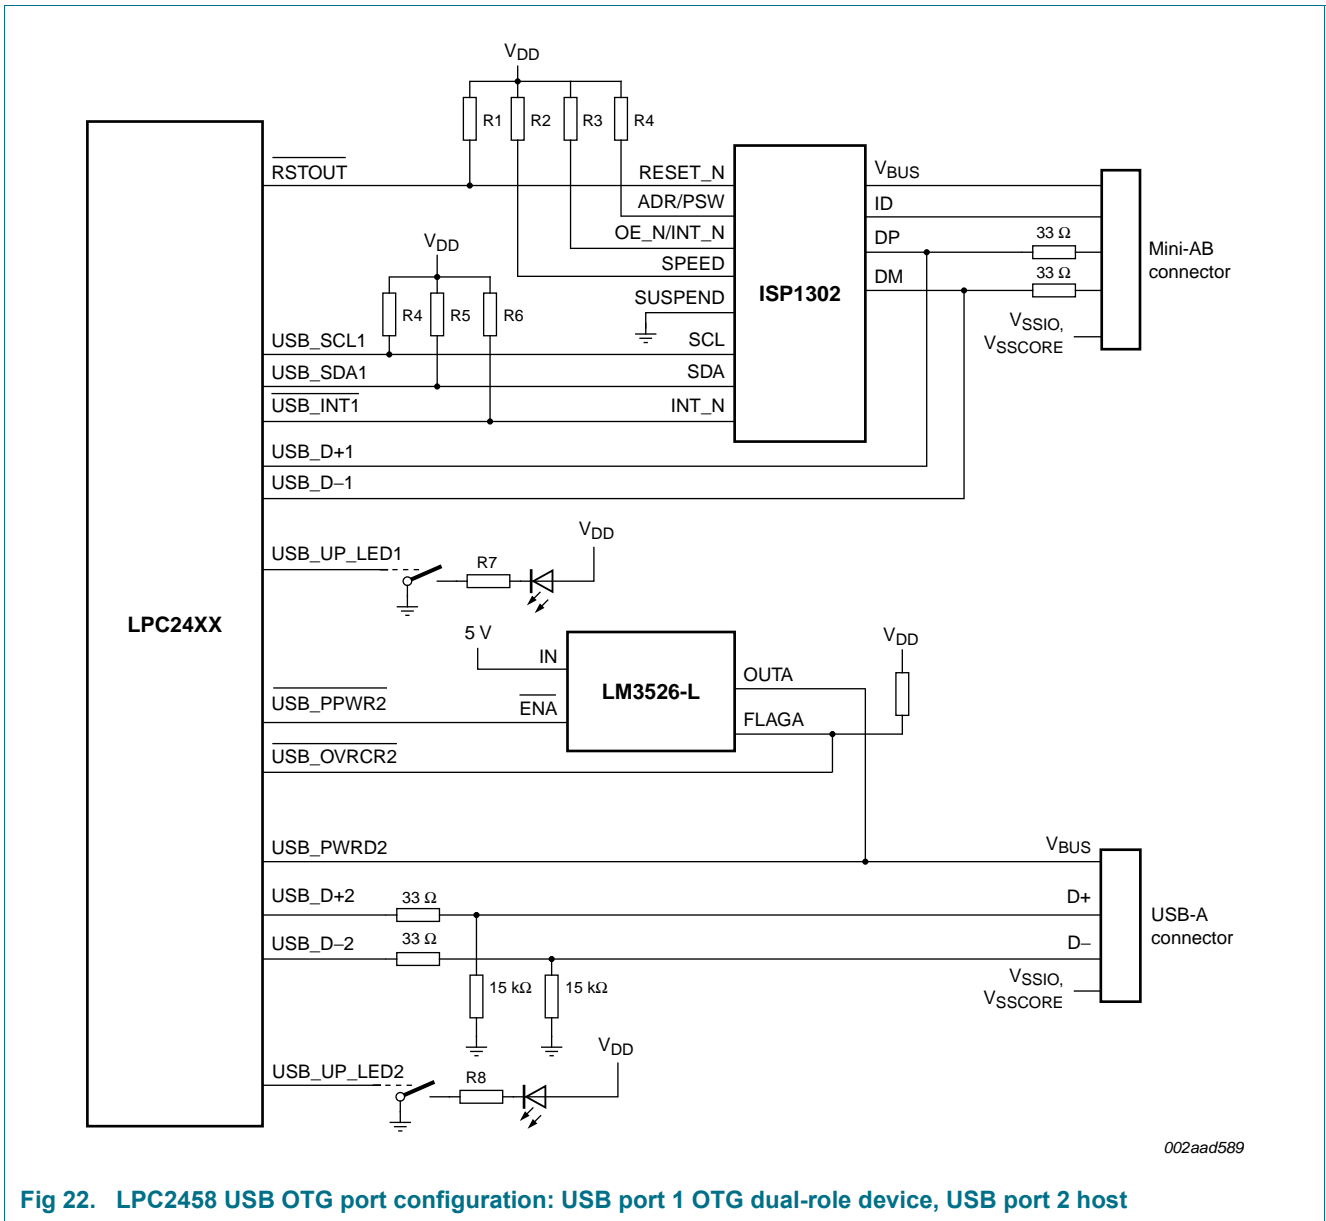 VDD
R1 R2 R3 R4
RSTOUT RESET_N VBUS
ADR/PSW ID
OE_N/INT_N DP 33 Ω Mini-AB
VDD SPEED DM 33 Ω connector
SUSPEND ISP1302
R4 R5 R6 VSSIO,
USB_SCL1 SCL VSSCORE
USB_SDA1 SDA
USB_INT1 INT_N
USB_D+1
USB_D−1
VDD
USB_UP_LED1 R7
LPC24XX
5 V VDD
IN OUTA
LM3526-L
USB_PPWR2 ENA FLAGA
USB_OVRCR2
USB_PWRD2 VBUS
USB_D+2 33 Ω D+ USB-A
USB_D−2 33 Ω D− connector
15 kΩ 15 kΩ VSSIO,
VSSCORE
VDD
USB_UP_LED2 R8
002aad589
Fig 22. LPC2458 USB OTG port configuration: USB port 1 OTG dual-role device, USB port 2 host